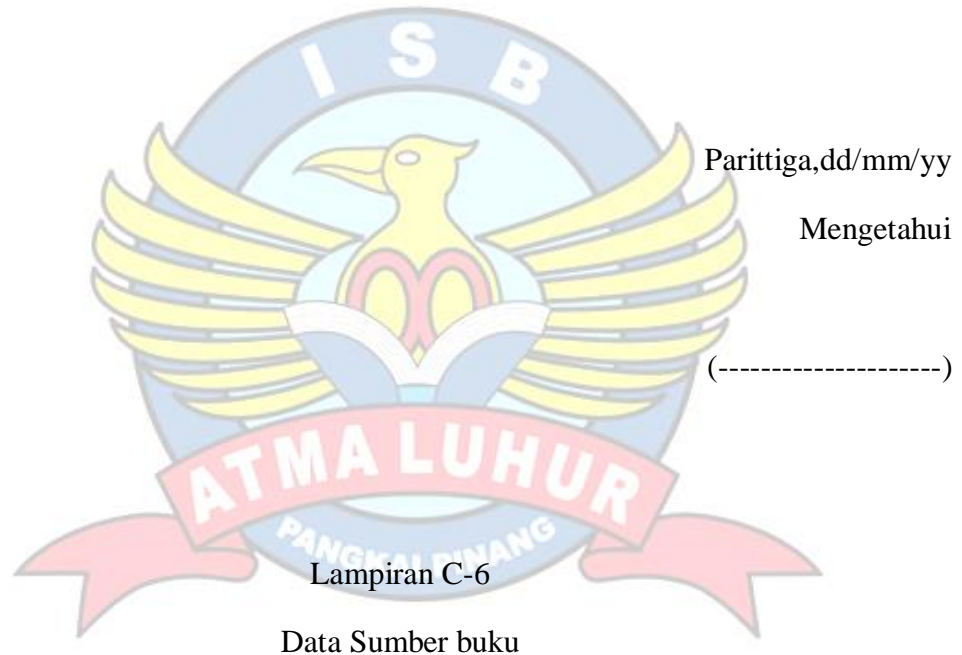 I S B
Parittiga,dd/mm/yy
Mengetahui
(---------------------)
ATMA LUHUR
PANGKALPINANG
Lampiran C-6
Data Sumber buku